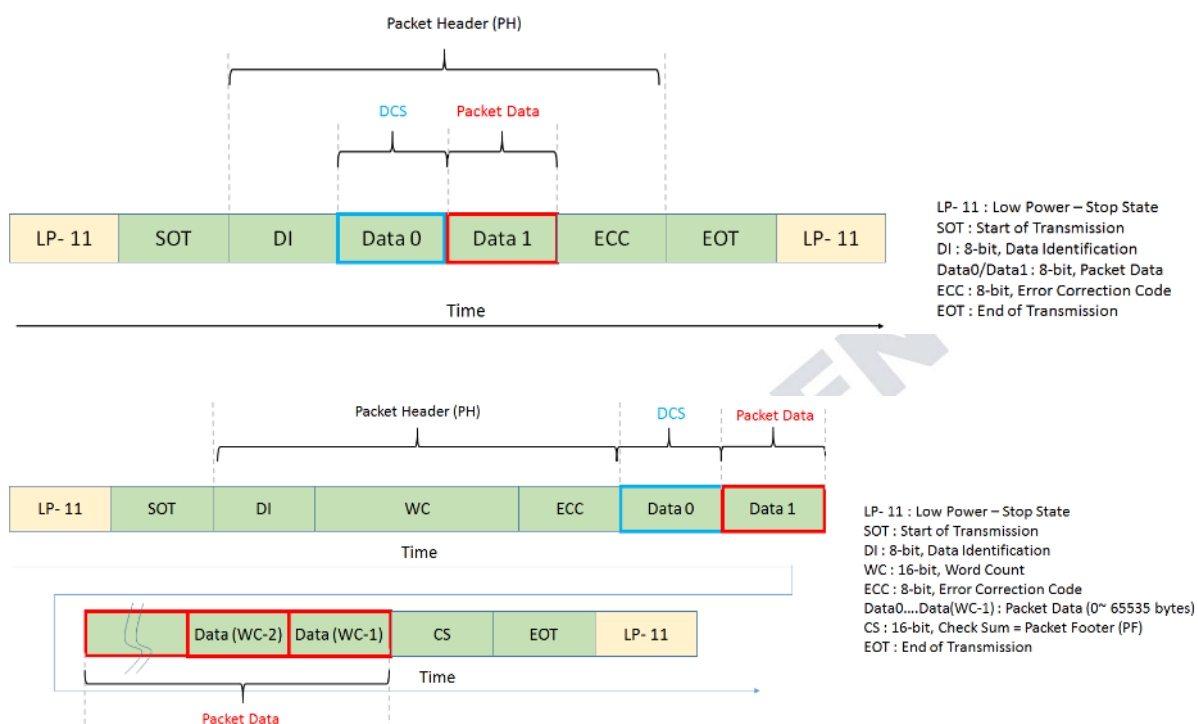 Packet Header (PH)
DCS
Packet Data
LP- 11
SOT
DI
Data 0
Data 1
ECC
EOT
LP- 11
Time
LP- 11 : Low Power – Stop State
SOT : Start of Transmission
DI : 8-bit, Data Identification
Data0/Data1 : 8-bit, Packet Data
ECC : 8-bit, Error Correction Code
EOT : End of Transmission
Packet Header (PH)
DCS
Packet Data
LP- 11
SOT
DI
WC
ECC
Data 0
Data 1
Time
Data (WC-2)
Data (WC-1)
CS
EOT
LP- 11
Time
Packet Data
LP- 11 : Low Power – Stop State
SOT : Start of Transmission
DI : 8-bit, Data Identification
WC : 16-bit, Word Count
ECC : 8-bit, Error Correction Code
Data0....Data(WC-1) : Packet Data (0~ 65535 bytes)
CS : 16-bit, Check Sum = Packet Footer (PF)
EOT : End of Transmission